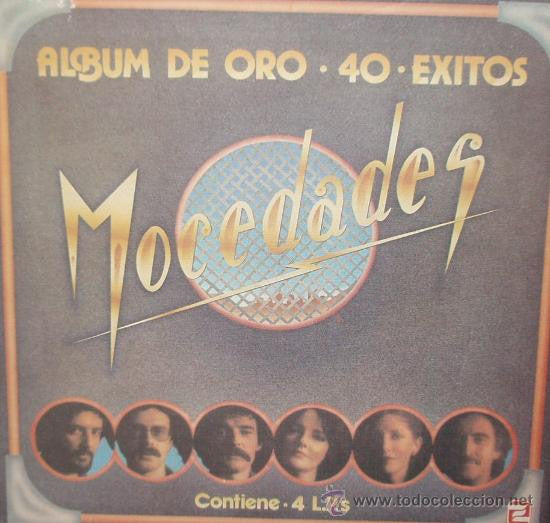 ALBUM DE ORO · 40 · EXITOS
Mocedades
Contiene · 4 L.P's
www.todocoleccion.net